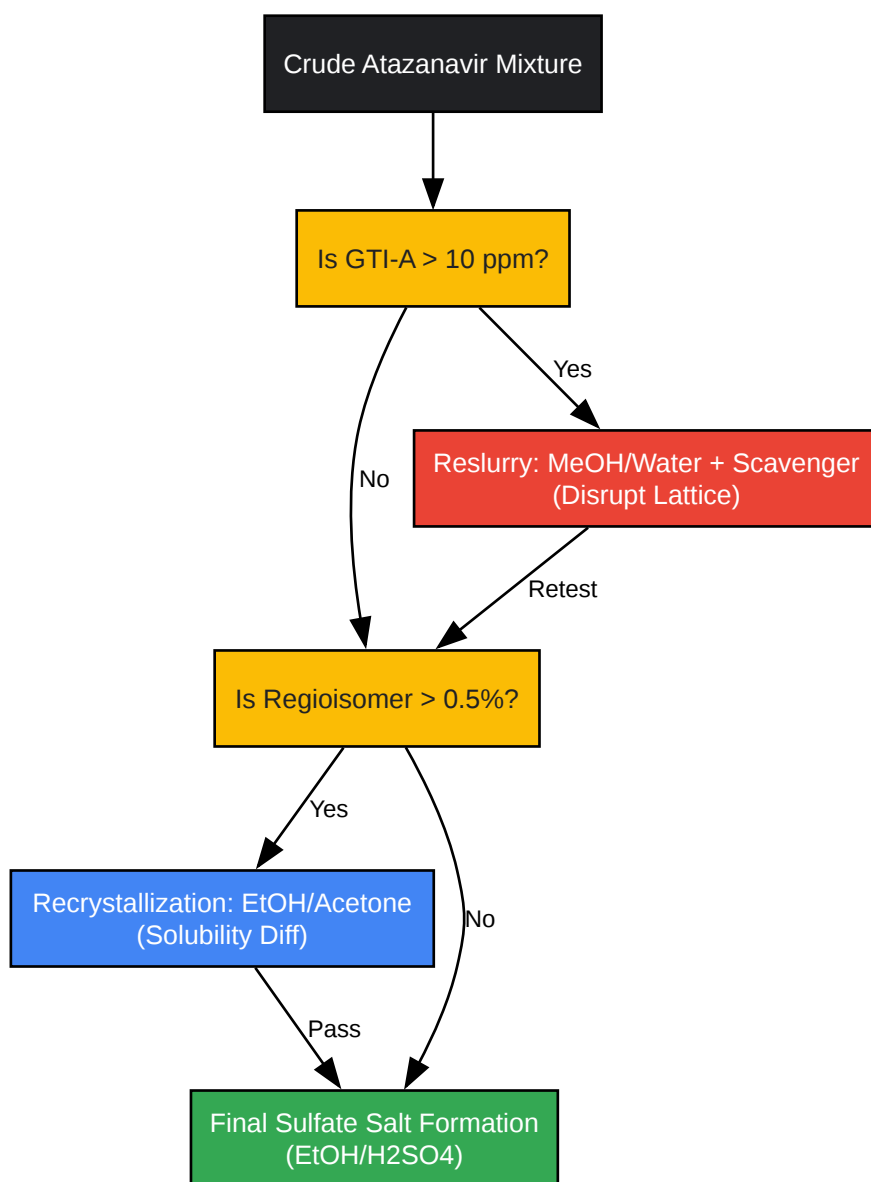 Crude Atazanavir Mixture
Is GTI-A > 10 ppm?
Yes
Reslurry: MeOH/Water + Scavenger
(Disrupt Lattice)
No
Retest
Is Regioisomer > 0.5%?
Yes
Recrystallization: EtOH/Acetone
(Solubility Diff)
No
Pass
Final Sulfate Salt Formation
(EtOH/H2SO4)